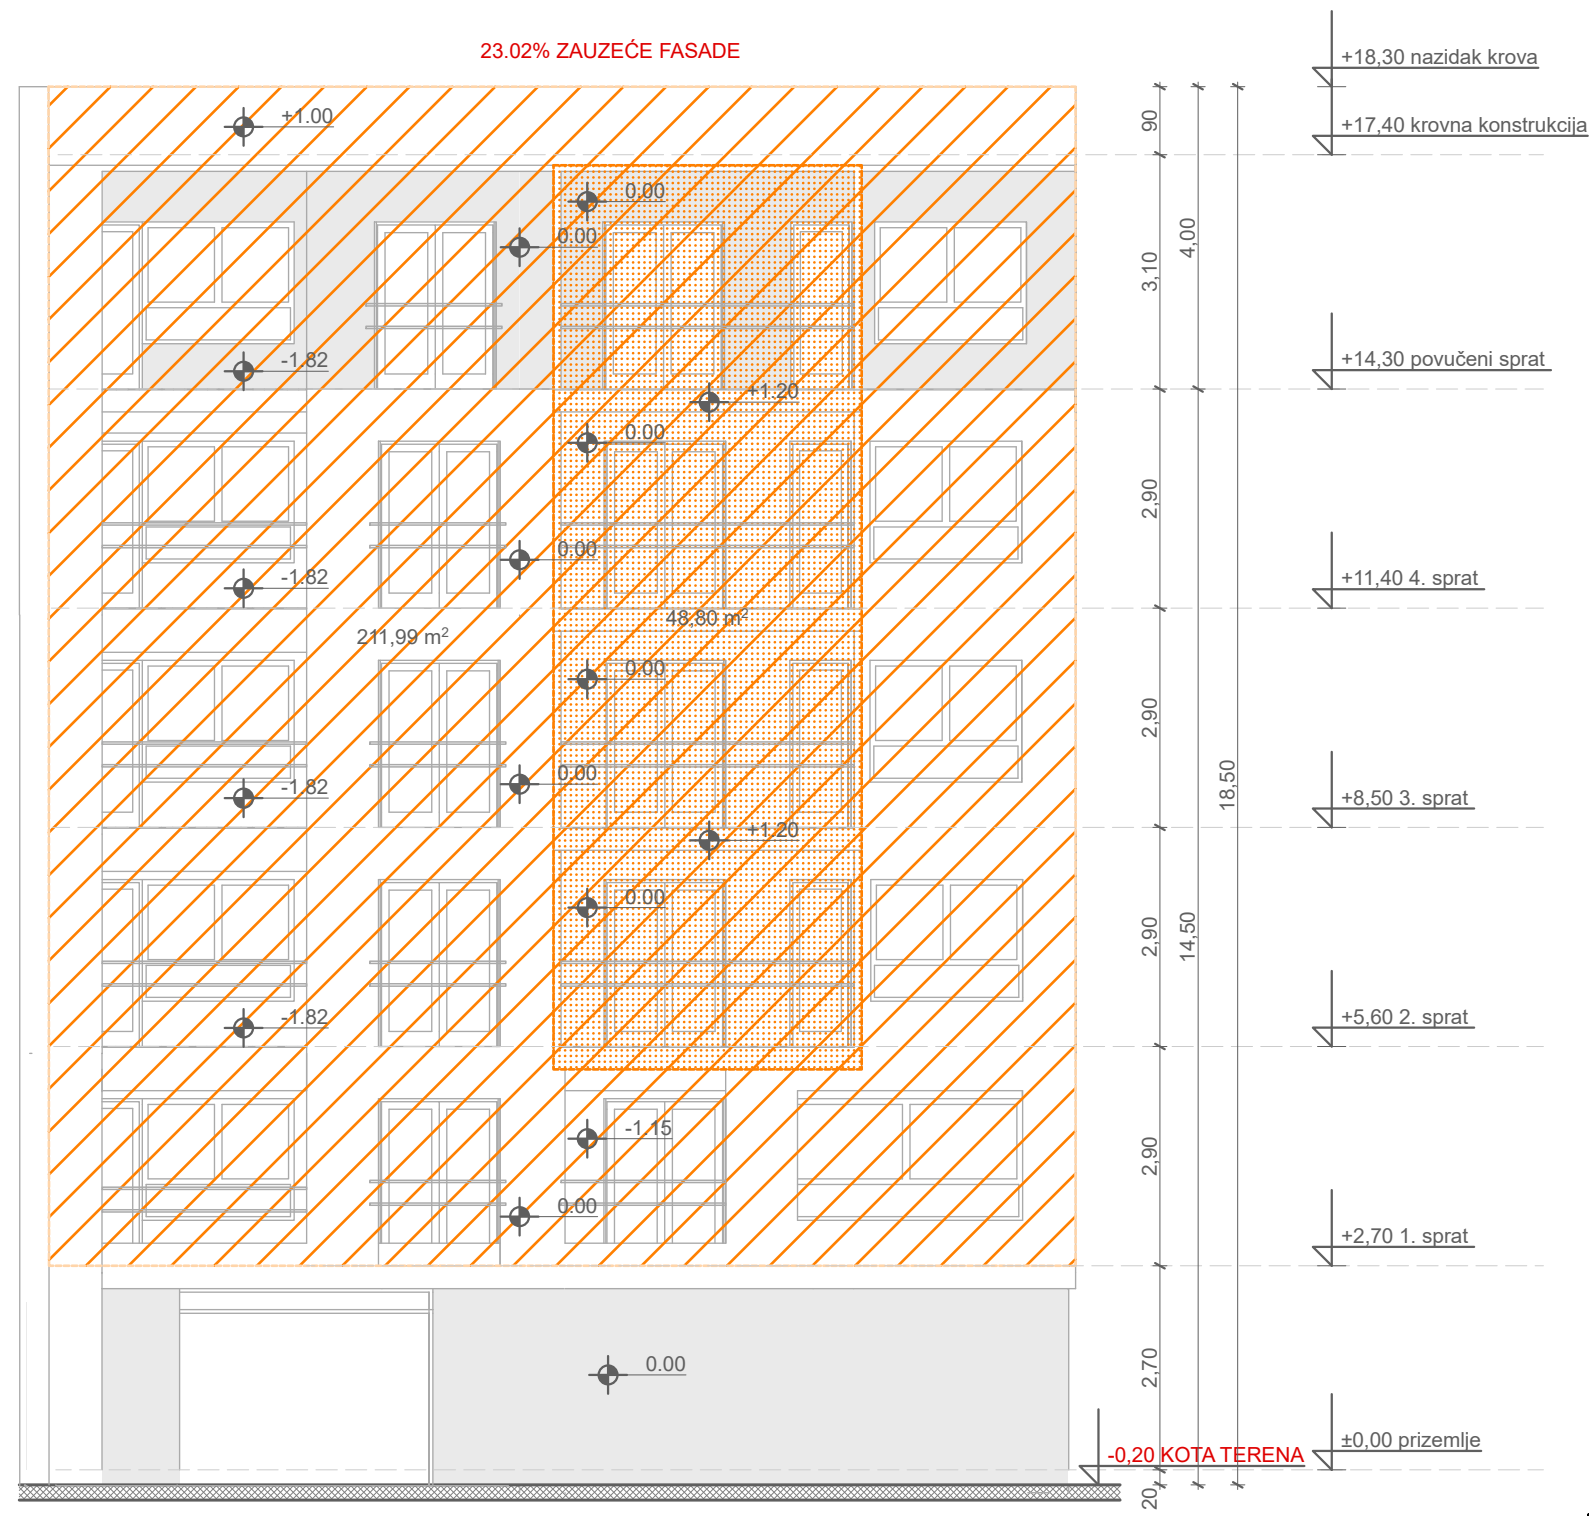 23.02% ZAUZEĆE FASADE
+18,30 nazidak krova
+1.00
90
+17,40 krovna konstrukcija
0.00
0.00
4,00
3,10
-1.82
+14,30 povučeni sprat
+1.20
0.00
2,90
0.00
-1.82
+11,40 4. sprat
48,80 m²
211,99 m²
0.00
2,90
0.00
-1.82
18,50
+8,50 3. sprat
+1.20
0.00
2,90
14,50
-1.82
+5,60 2. sprat
-1.15
2,90
0.00
+2,70 1. sprat
0.00
2,70
-0,20 KOTA TERENA
±0,00 prizemlje
20